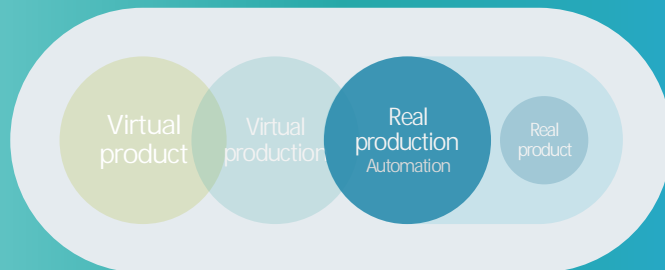 Virtual
product
Virtual
production
Real
production
Automation
Real
product